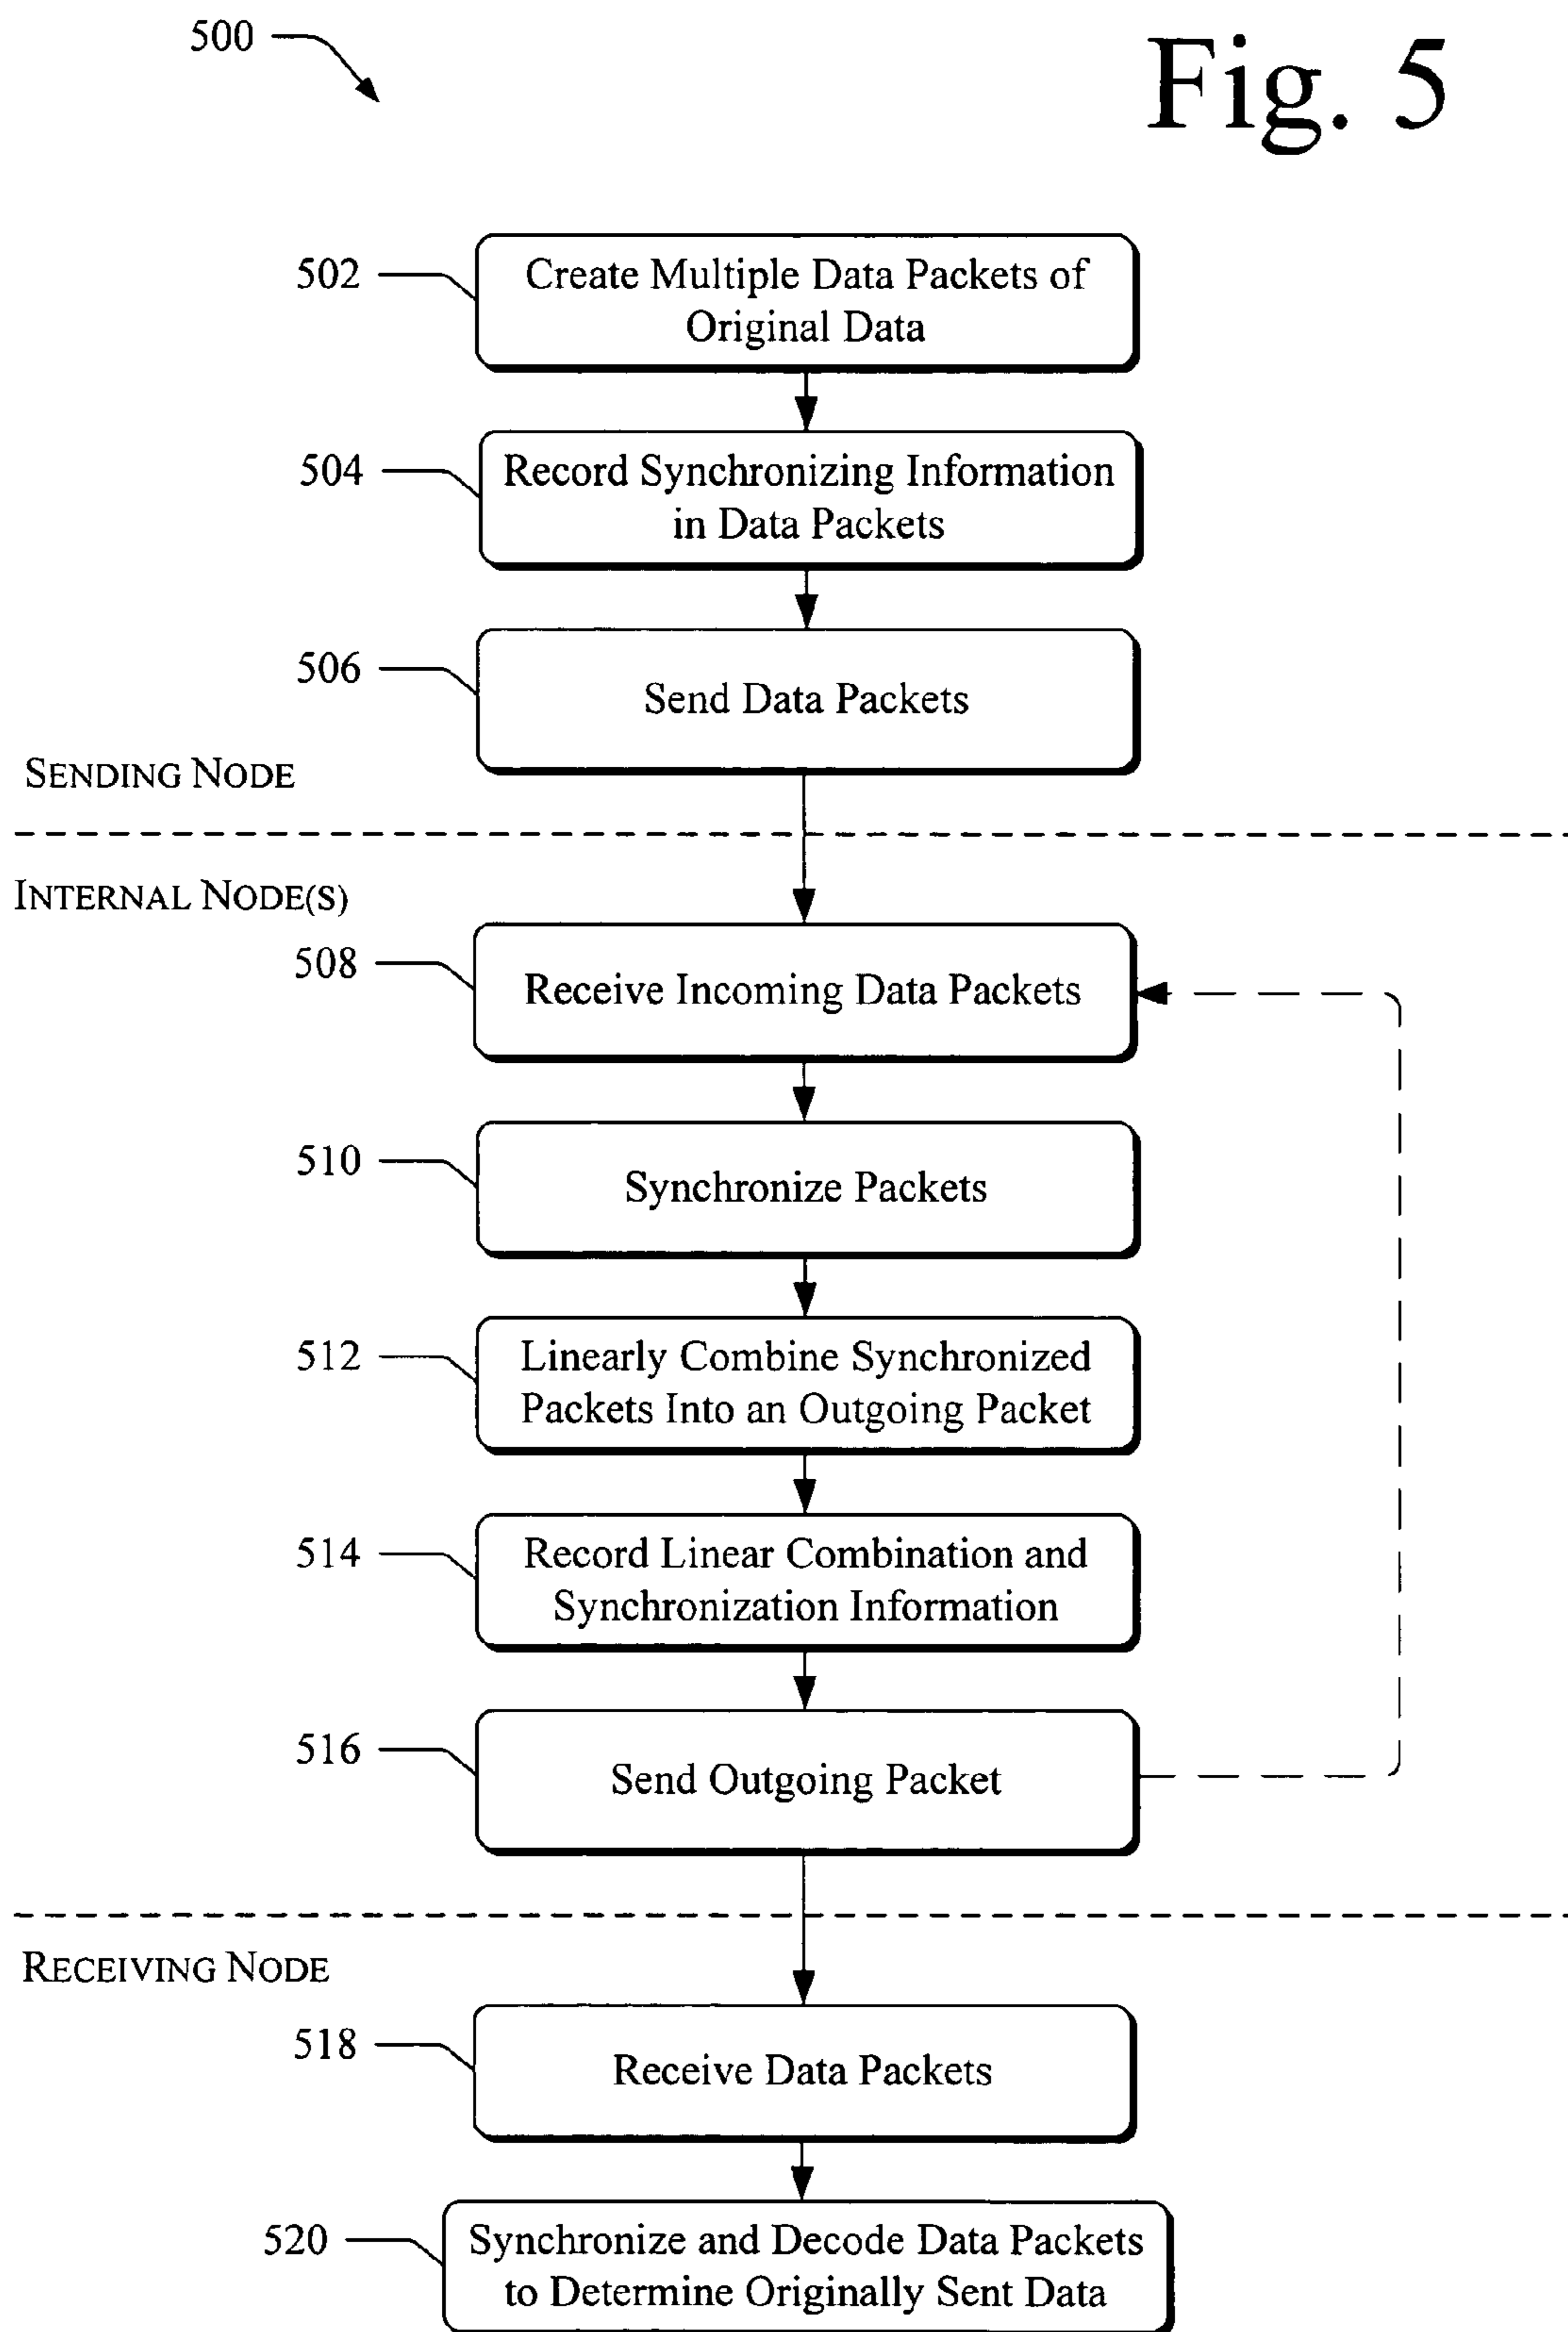 500
Fig. 5
502
Create Multiple Data Packets of
Original Data
504
Record Synchronizing Information
in Data Packets
506
Send Data Packets
SENDING NODE
INTERNAL NODE(S)
508
Receive Incoming Data Packets
510
Synchronize Packets
512
Linearly Combine Synchronized
Packets Into an Outgoing Packet
514
Record Linear Combination and
Synchronization Information
516
Send Outgoing Packet
RECEIVING NODE
518
Receive Data Packets
520
Synchronize and Decode Data Packets
to Determine Originally Sent Data